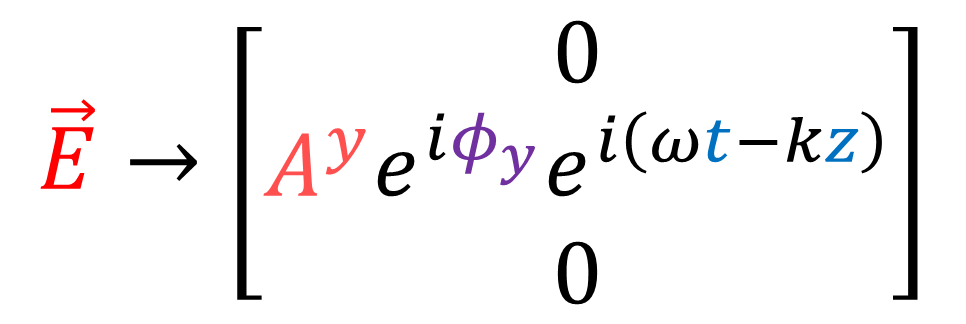 0
E⃗ → [ A^y e^{iϕ_y} e^{i(ωt−kz)} ]
0